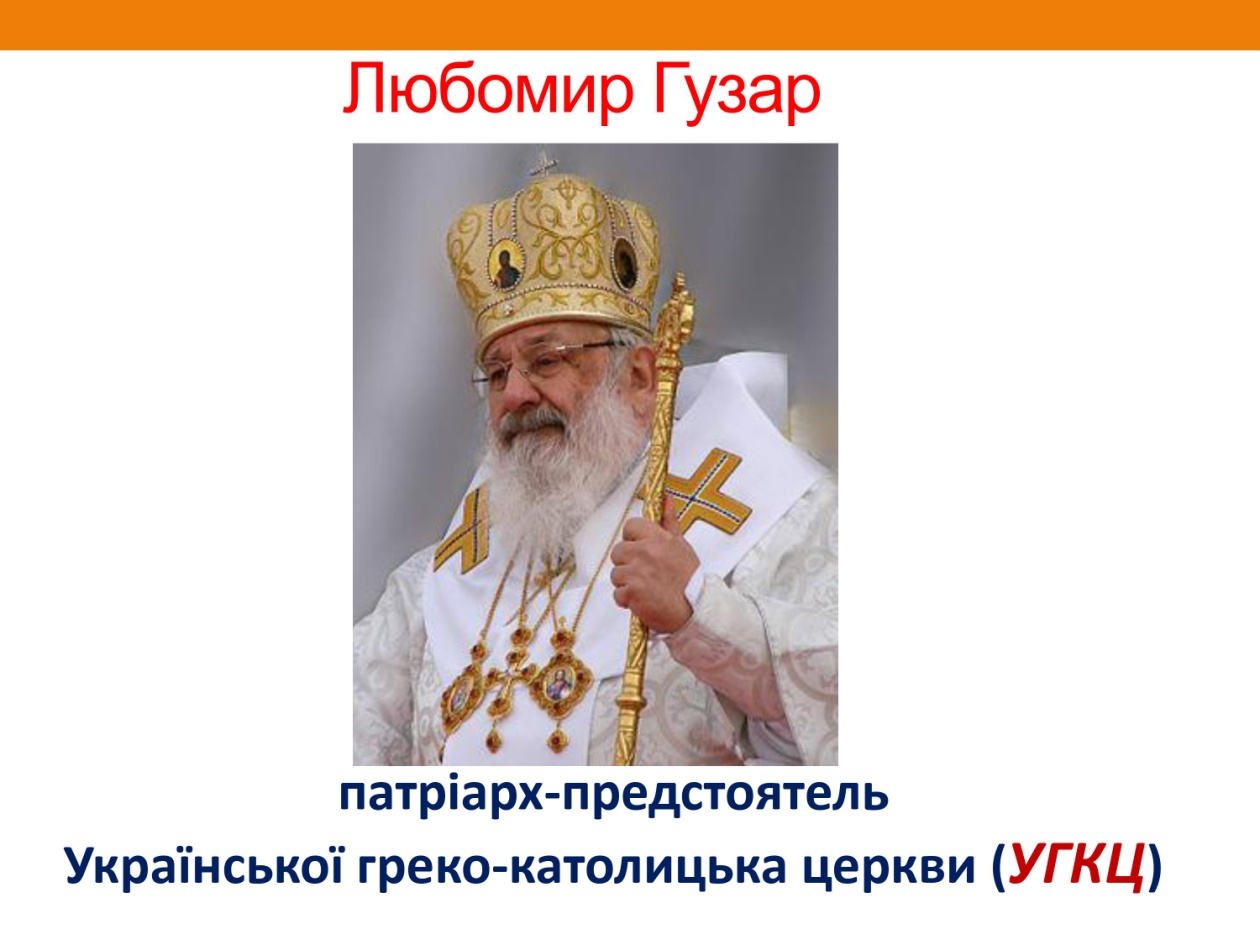 Любомир Гузар
патріарх-предстоятель
Української греко-католицька церкви (УГКЦ)